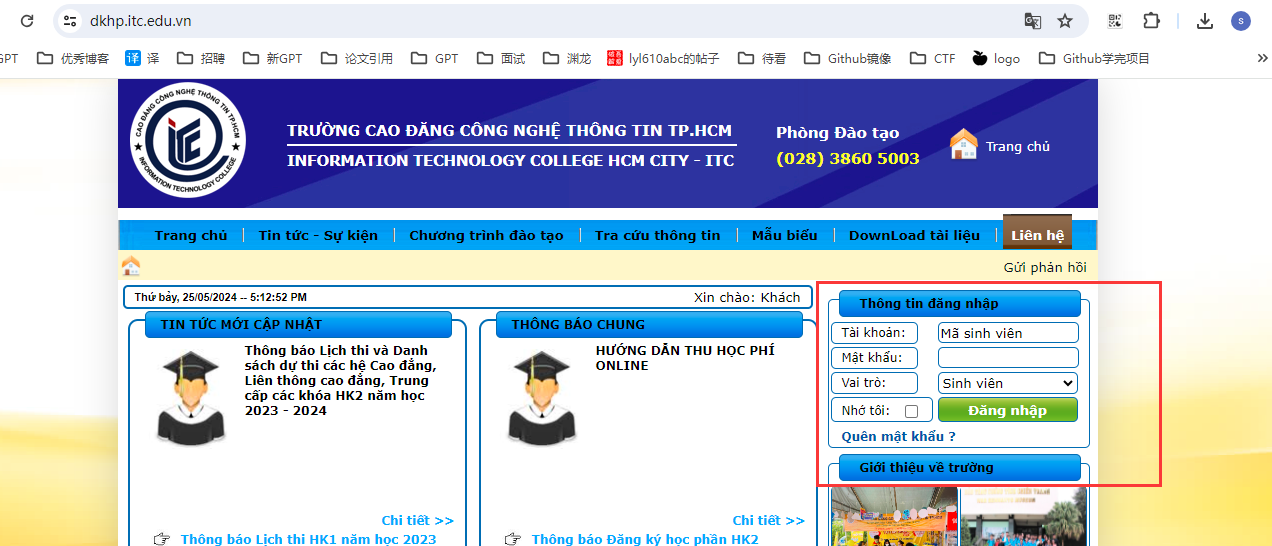 dkhp.itc.edu.vn
GPT
优秀博客
译 译
招聘
新GPT
论文引用
GPT
面试
渊龙
lyl610abc的帖子
待看
Github镜像
CTF
logo
Github学完项目
CAO ĐẲNG CÔNG NGHỆ THÔNG TIN TP.HCM
INFORMATION TECHNOLOGY COLLEGE
TRƯỜNG CAO ĐẲNG CÔNG NGHỆ THÔNG TIN TP.HCM
INFORMATION TECHNOLOGY COLLEGE HCM CITY - ITC
Phòng Đào tạo
(028) 3860 5003
Trang chủ
Trang chủ
Tin tức - Sự kiện
Chương trình đào tạo
Tra cứu thông tin
Mẫu biểu
DownLoad tài liệu
Liên hệ
Gửi phản hồi
Thứ bảy, 25/05/2024 -- 5:12:52 PM
Xin chào: Khách
TIN TỨC MỚI CẬP NHẬT
Thông báo Lịch thi và Danh
sách dự thi các hệ Cao đẳng,
Liên thông cao đẳng, Trung
cấp các khóa HK2 năm học
2023 - 2024
Chi tiết >>
Thông báo Lịch thi HK1 năm học 2023
THÔNG BÁO CHUNG
HƯỚNG DẪN THU HỌC PHÍ
ONLINE
Chi tiết >>
Thông báo Đăng ký học phần HK2
Thông tin đăng nhập
Tài khoản:
Mã sinh viên
Mật khẩu:
Vai trò:
Sinh viên
Nhớ tôi:
Đăng nhập
Quên mật khẩu ?
Giới thiệu về trường